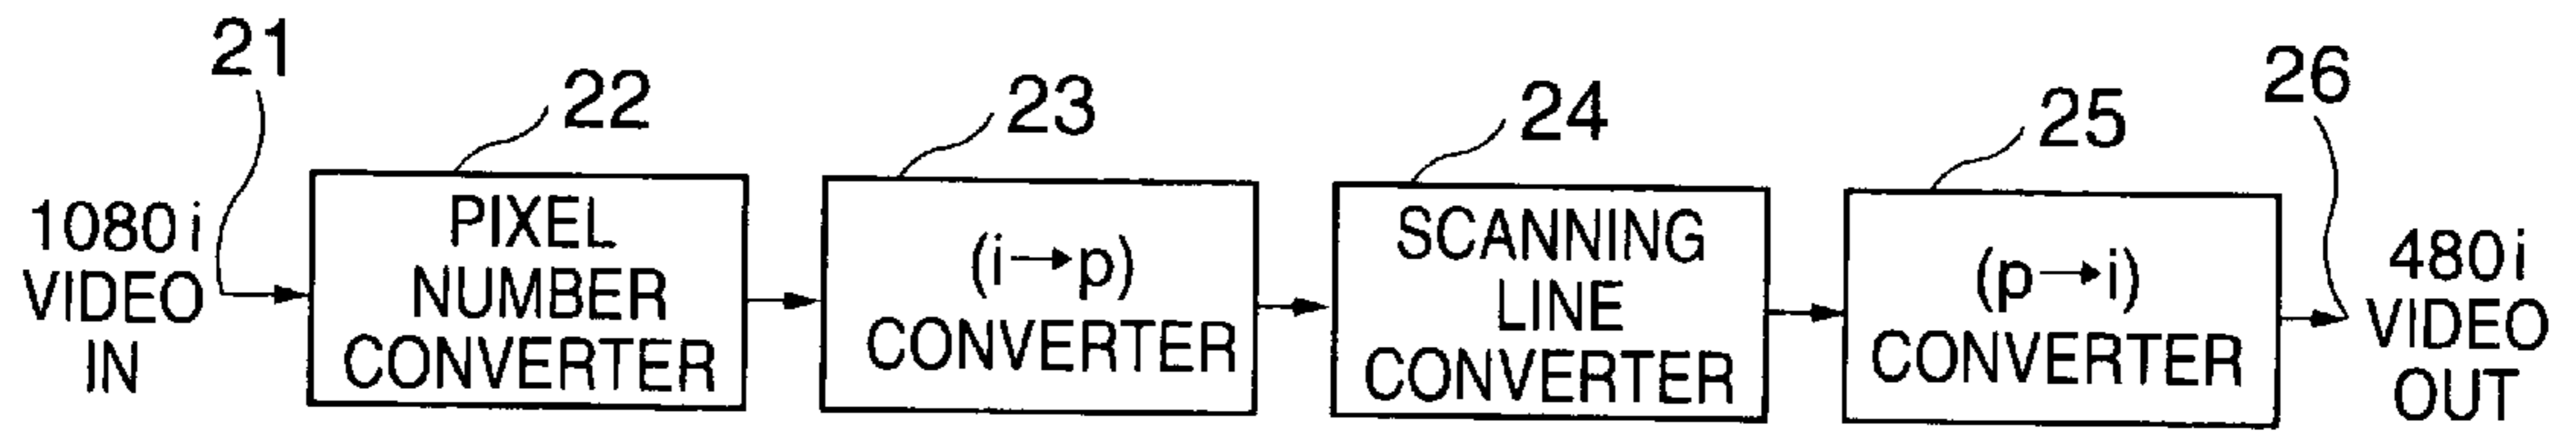 21
22
23
24
25
26
1080i
VIDEO
IN
PIXEL
NUMBER
CONVERTER
(i→p)
CONVERTER
SCANNING
LINE
CONVERTER
(p→i)
CONVERTER
480i
VIDEO
OUT